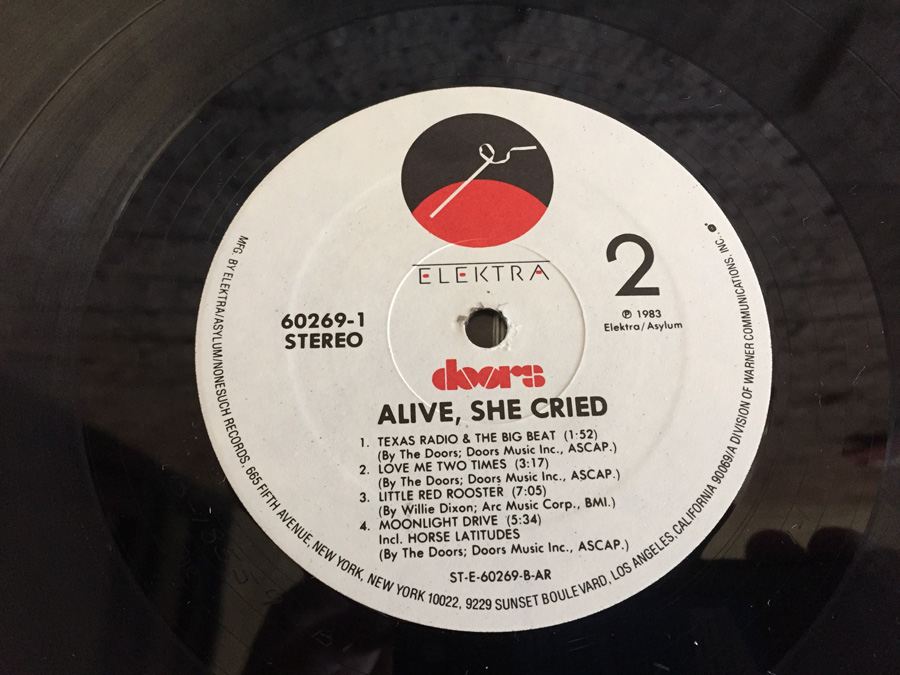 ELEKTRA
2
60269-1
STEREO
℗ 1983
Elektra/Asylum
doors
ALIVE, SHE CRIED
1. TEXAS RADIO & THE BIG BEAT (1:52)
(By The Doors; Doors Music Inc., ASCAP.)
2. LOVE ME TWO TIMES (3:17)
(By The Doors; Doors Music Inc., ASCAP.)
3. LITTLE RED ROOSTER (7:05)
(By Willie Dixon; Arc Music Corp., BMI.)
4. MOONLIGHT DRIVE (5:34)
Incl. HORSE LATITUDES
(By The Doors; Doors Music Inc., ASCAP.)
ST-E-60269-B-AR
MFG. BY ELEKTRA/ASYLUM/NONESUCH RECORDS, 665 FIFTH AVENUE, NEW YORK, NEW YORK 10022, 9229 SUNSET BOULEVARD, LOS ANGELES, CALIFORNIA 90069/A DIVISION OF WARNER COMMUNICATIONS, INC.